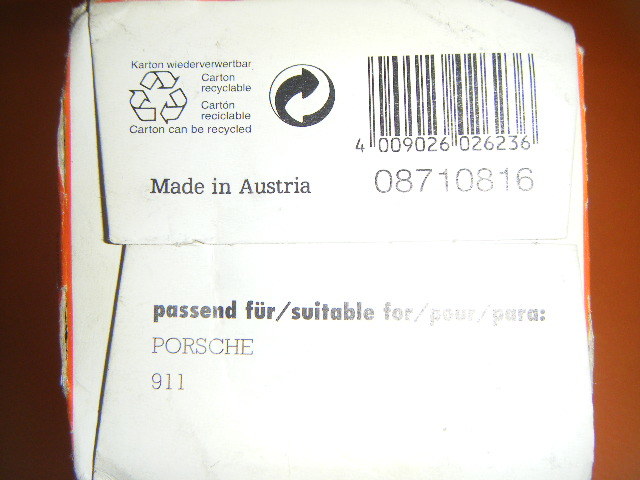 Karton wiederverwertbar
Carton
recyclable
Cartón
reciclable
Carton can be recycled
4 009026 026236
Made in Austria
08710816
passend für/suitable for/pour/para:
PORSCHE
911